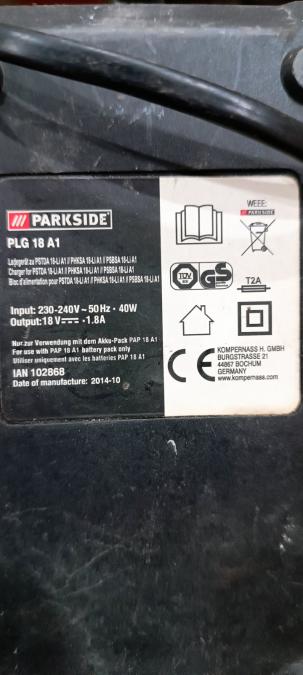 PARKSIDE
PLG 18 A1
Ladegerät zu PSTDA 18-Li A1 // PHKSA 18-Li A1 // PSBSA 18-Li A1
Charger for PSTDA 18-Li A1 // PHKSA 18-Li A1 // PSBSA 18-Li A1
Bloc d'alimentation pour PSTDA 18-Li A1 // PHKSA 18-Li A1 // PSBSA 18-Li A1
Input: 230-240V ~ 50Hz · 40W
Output: 18V ⎓ · 1.8A
Nur zur Verwendung mit dem Akku-Pack PAP 18 A1
For use with PAP 18 A1 battery pack only
Utiliser uniquement avec les batteries PAP 18 A1
IAN 102868
Date of manufacture: 2014-10
WEEE:
PARKSIDE
TÜV
GS
T2A
CE
KOMPERNASS H. GMBH
BURGSTRASSE 21
44867 BOCHUM
GERMANY
www.kompernass.com